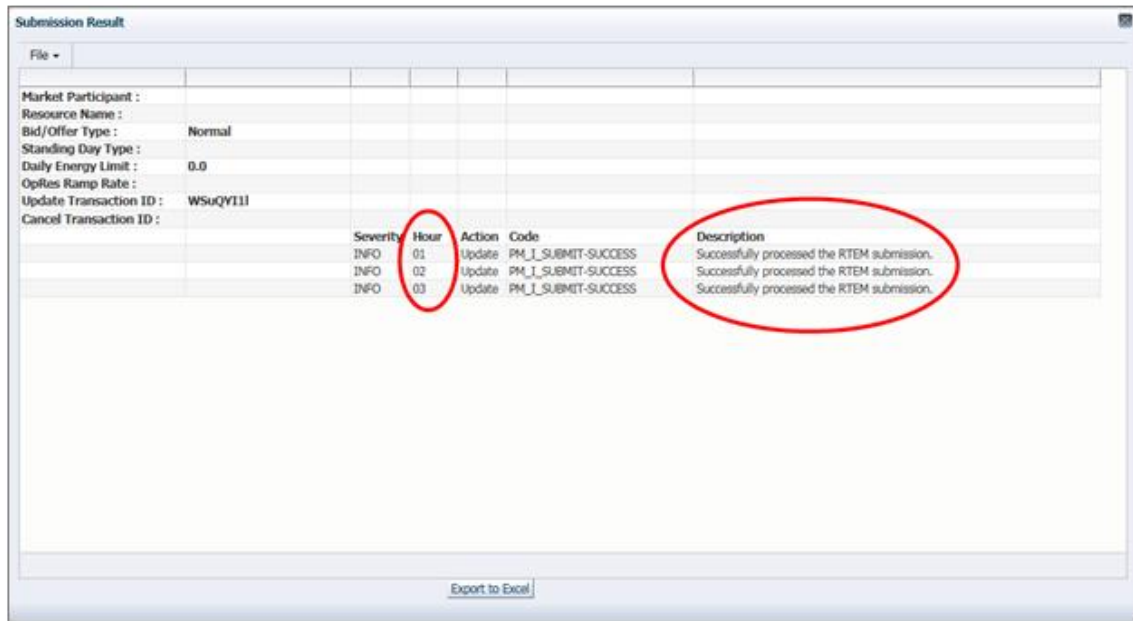 Submission Result
File
Market Participant :
Resource Name :
Bid/Offer Type : Normal
Standing Day Type :
Daily Energy Limit : 0.0
OpRes Ramp Rate :
Update Transaction ID : WSuQVI1l
Cancel Transaction ID :
Severity Hour Action Code Description
INFO 01 Update PM_I_SUBMIT-SUCCESS Successfully processed the RTEM submission.
INFO 02 Update PM_I_SUBMIT-SUCCESS Successfully processed the RTEM submission.
INFO 03 Update PM_I_SUBMIT-SUCCESS Successfully processed the RTEM submission.
Export to Excel